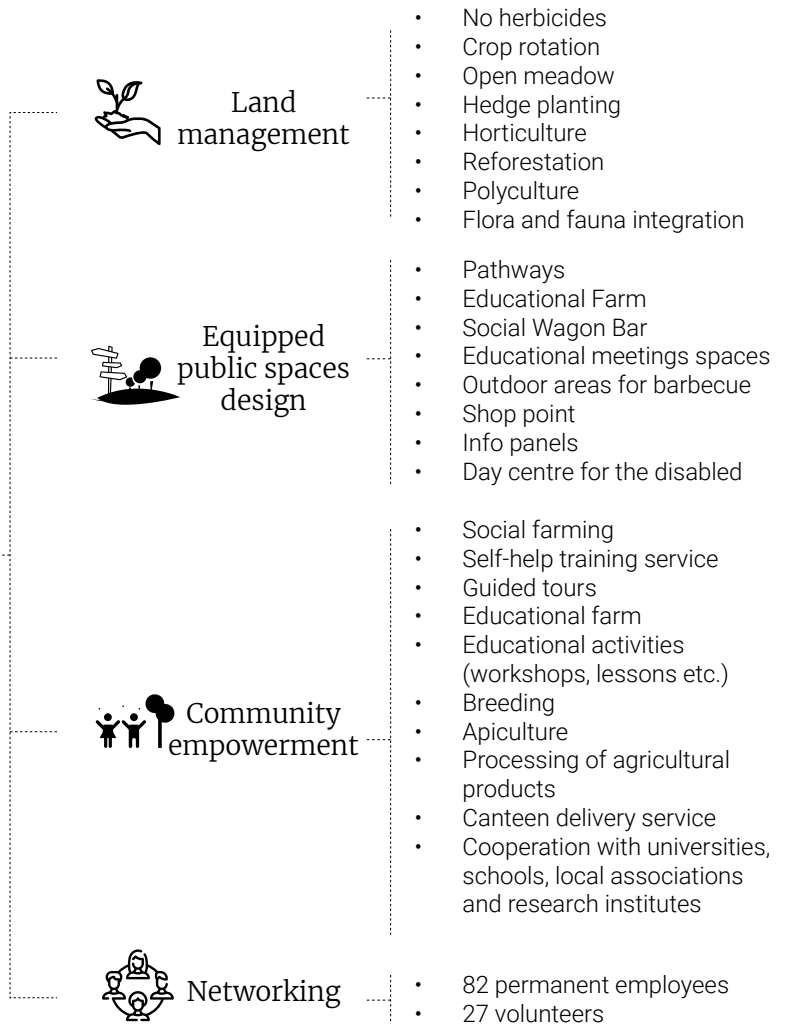 Land
management
• No herbicides
• Crop rotation
• Open meadow
• Hedge planting
• Horticulture
• Reforestation
• Polyculture
• Flora and fauna integration
Equipped
public spaces
design
• Pathways
• Educational Farm
• Social Wagon Bar
• Educational meetings spaces
• Outdoor areas for barbecue
• Shop point
• Info panels
• Day centre for the disabled
Community
empowerment
• Social farming
• Self-help training service
• Guided tours
• Educational farm
• Educational activities
(workshops, lessons etc.)
• Breeding
• Apiculture
• Processing of agricultural
products
• Canteen delivery service
• Cooperation with universities,
schools, local associations
and research institutes
Networking
• 82 permanent employees
• 27 volunteers